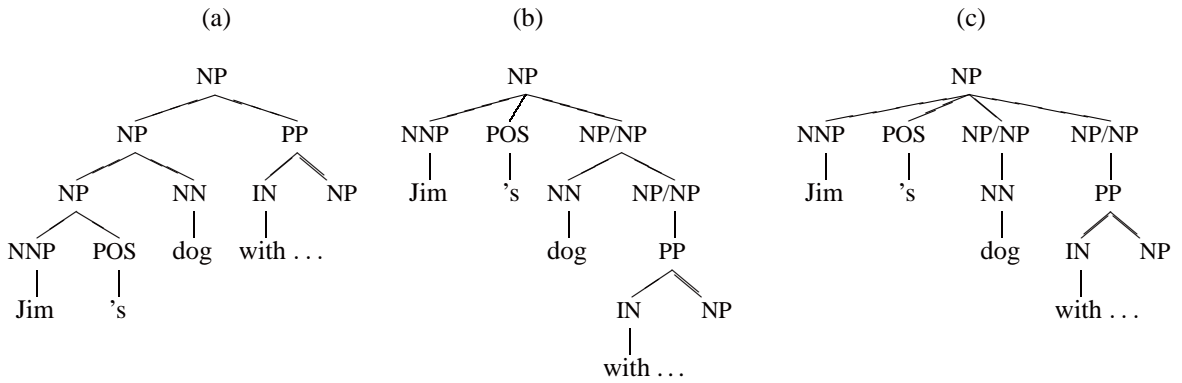 (a) (b) (c)
NP NP NP
NP PP NNP POS NP/NP NNP POS NP/NP NP/NP
NP NN IN NP Jim 's NN NP/NP Jim 's NN PP
NNP POS dog with ... dog PP dog IN NP
Jim 's IN NP with ...
with ...